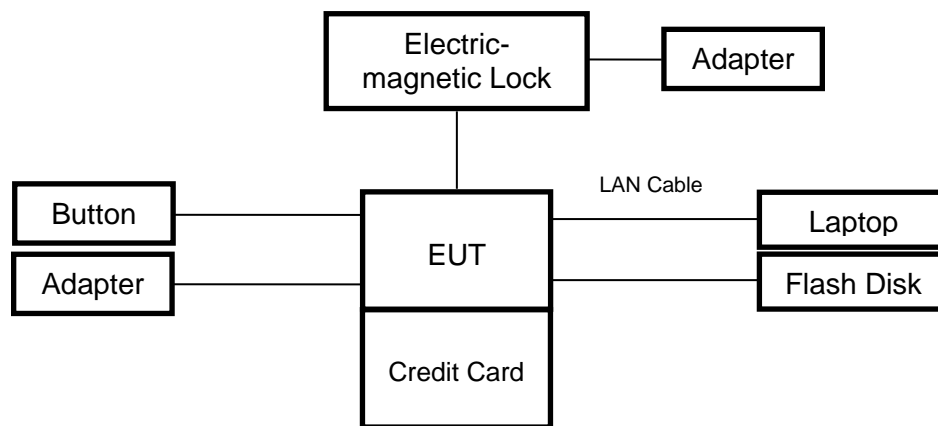 Electric-
magnetic Lock
Adapter
LAN Cable
Button
EUT
Laptop
Adapter
Flash Disk
Credit Card